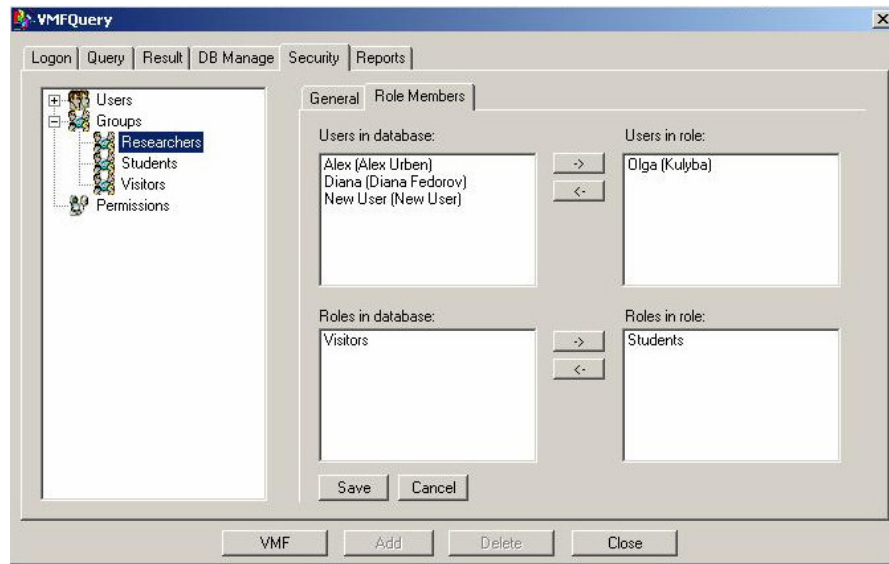 VMFQuery
Logon Query Result DB Manage Security Reports
Users
Groups
Researchers
Students
Visitors
Permissions
General Role Members
Users in database:
Alex (Alex Urben)
Diana (Diana Fedorov)
New User (New User)
->
<-
Users in role:
Olga (Kulyba)
Roles in database:
Visitors
->
<-
Roles in role:
Students
Save Cancel
VMF Add Delete Close